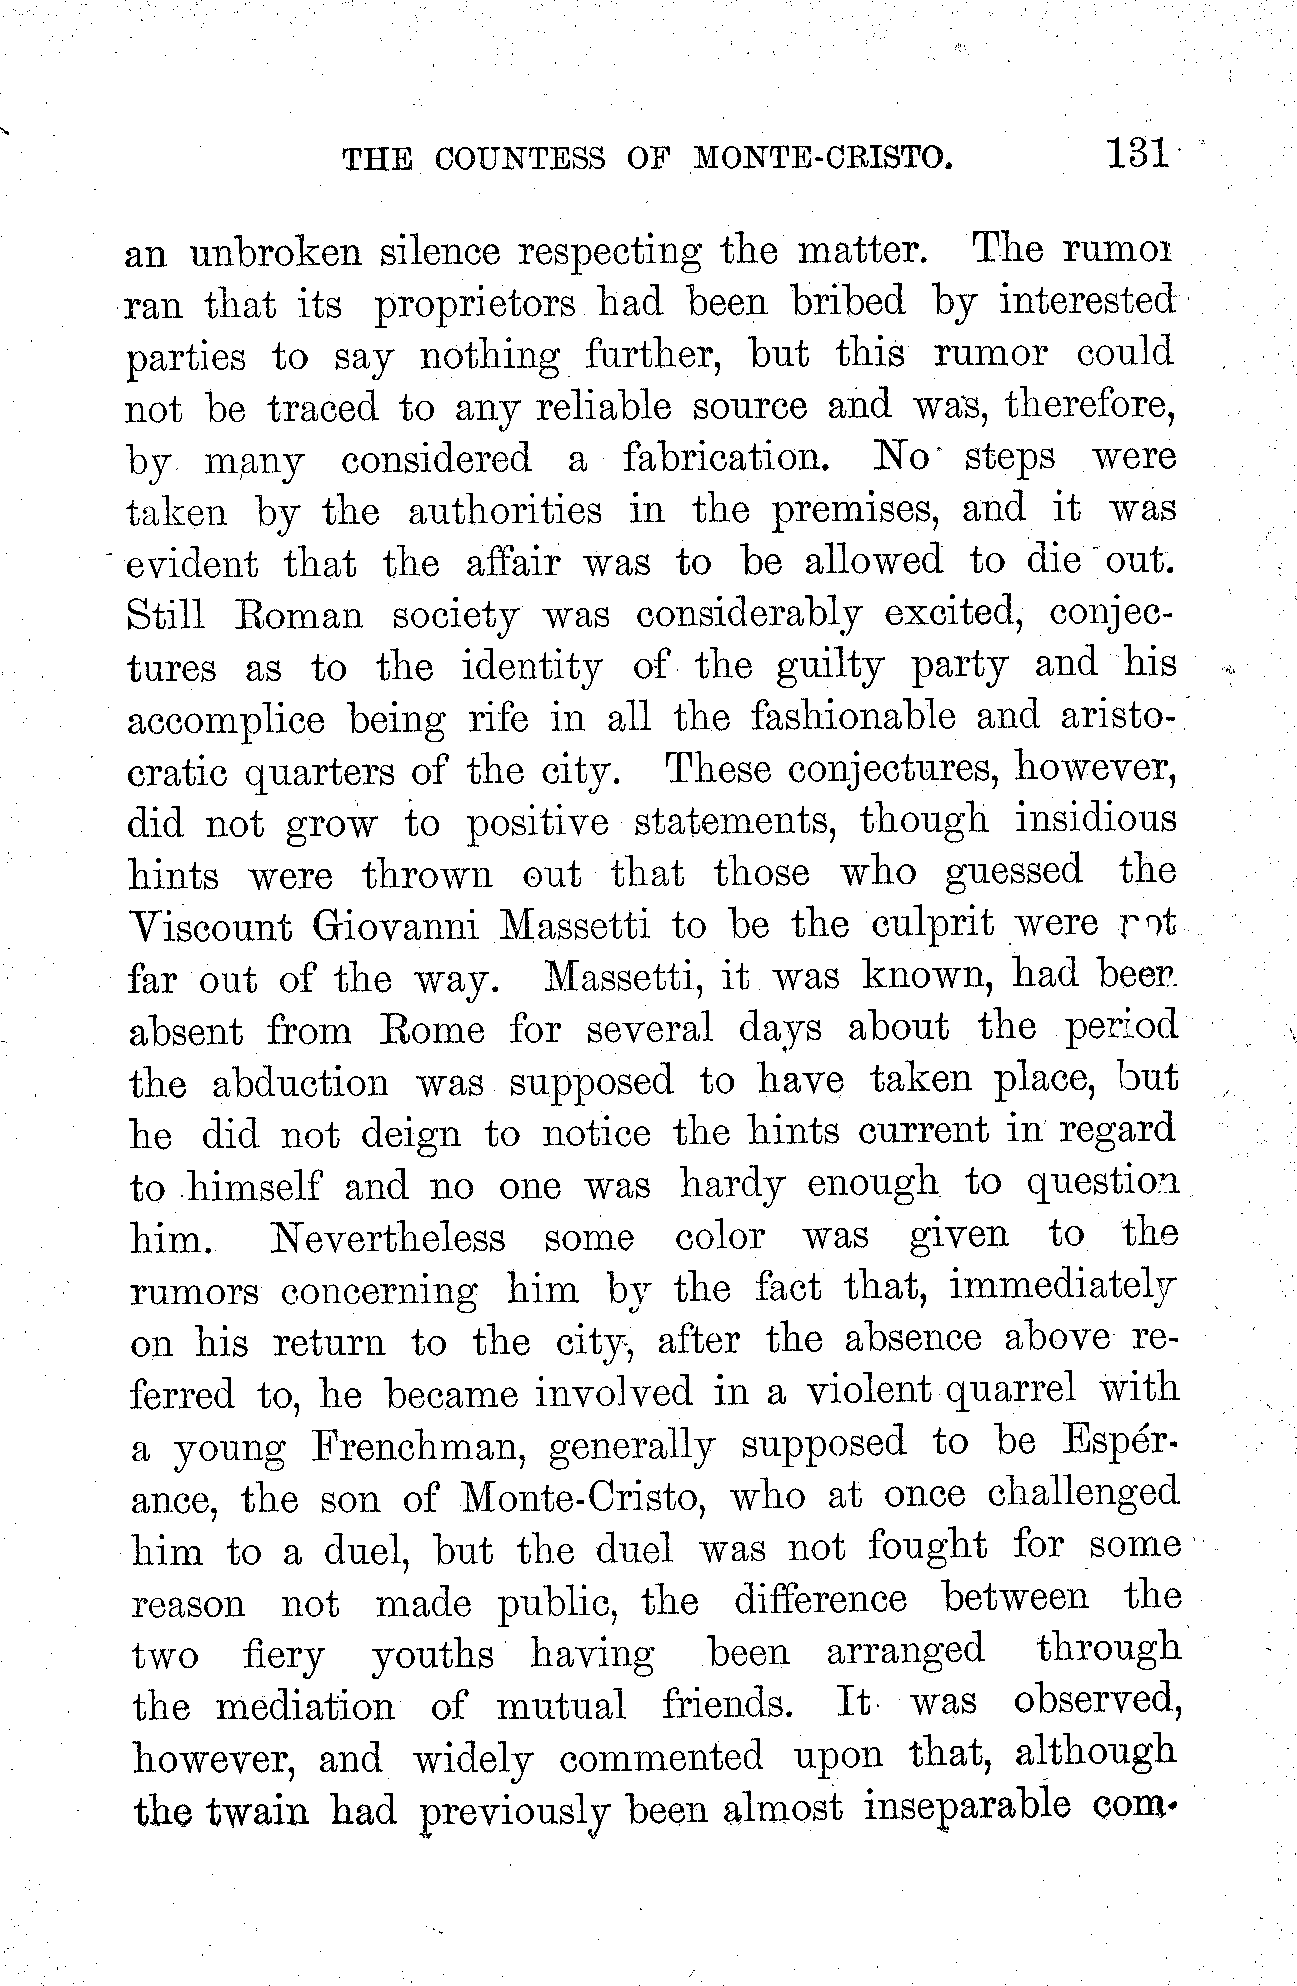 THE COUNTESS OF MONTE-CRISTO. 131
an unbroken silence respecting the matter. The rumor
ran that its proprietors had been bribed by interested
parties to say nothing further, but this rumor could
not be traced to any reliable source and was, therefore,
by many considered a fabrication. No steps were
taken by the authorities in the premises, and it was
evident that the affair was to be allowed to die out.
Still Roman society was considerably excited, conjec-
tures as to the identity of the guilty party and his
accomplice being rife in all the fashionable and aristo-
cratic quarters of the city. These conjectures, however,
did not grow to positive statements, though insidious
hints were thrown out that those who guessed the
Viscount Giovanni Massetti to be the culprit were not
far out of the way. Massetti, it was known, had been
absent from Rome for several days about the period
the abduction was supposed to have taken place, but
he did not deign to notice the hints current in regard
to himself and no one was hardy enough to question
him. Nevertheless some color was given to the
rumors concerning him by the fact that, immediately
on his return to the city, after the absence above re-
ferred to, he became involved in a violent quarrel with
a young Frenchman, generally supposed to be Espér-
ance, the son of Monte-Cristo, who at once challenged
him to a duel, but the duel was not fought for some
reason not made public, the difference between the
two fiery youths having been arranged through
the mediation of mutual friends. It was observed,
however, and widely commented upon that, although
the twain had previously been almost inseparable com-